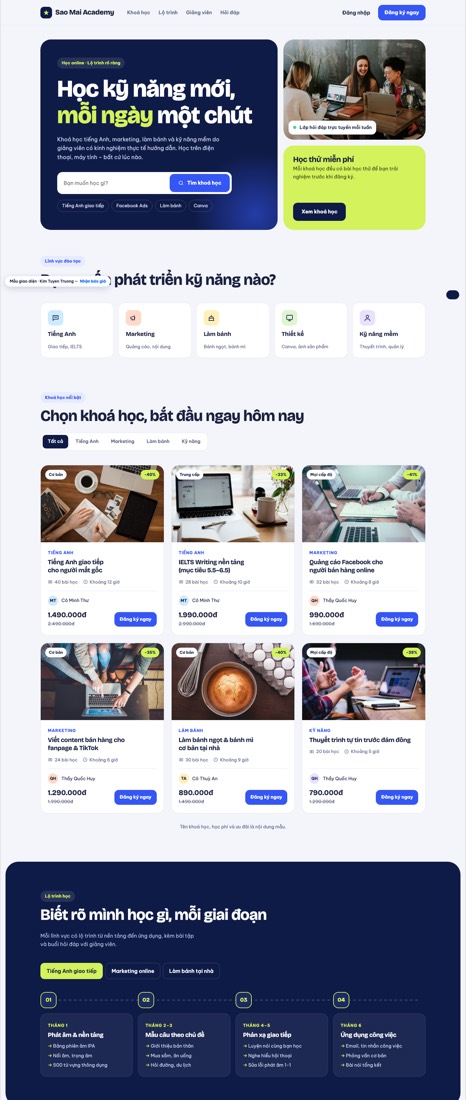 Sao Mai Academy
Khoá học
Lộ trình
Giảng viên
Hỏi đáp
Đăng nhập
Đăng ký ngay
Học online · Lộ trình rõ ràng
Học kỹ năng mới,
mỗi ngày một chút
Khoá học tiếng Anh, marketing, làm bánh và kỹ năng mềm do
giảng viên có kinh nghiệm thực tế hướng dẫn. Học trên điện
thoại, máy tính – bất cứ lúc nào.
Bạn muốn học gì?
Tìm khoá học
Tiếng Anh giao tiếp
Facebook Ads
Làm bánh
Canva
Lớp hỏi đáp trực tuyến mỗi tuần
Học thử miễn phí
Mỗi khoá học đều có bài học thử để bạn trải
nghiệm trước khi đăng ký.
Xem khoá học
Lĩnh vực đào tạo
phát triển kỹ năng nào?
Mẫu giao diện · Kim Tuyen Truong — Nhận báo giá
Tiếng Anh
Giao tiếp, IELTS
Marketing
Quảng cáo, nội dung
Làm bánh
Bánh ngọt, bánh mì
Thiết kế
Canva, ảnh sản phẩm
Kỹ năng mềm
Thuyết trình, quản lý
Khoá học nổi bật
Chọn khoá học, bắt đầu ngay hôm nay
Tất cả
Tiếng Anh
Marketing
Làm bánh
Kỹ năng
Cơ bản
-40%
TIẾNG ANH
Tiếng Anh giao tiếp
cho người mất gốc
40 bài học
Khoảng 12 giờ
MT
Cô Minh Thư
1.490.000đ
2.490.000đ
Đăng ký ngay
Trung cấp
-33%
TIẾNG ANH
IELTS Writing nền tảng
(mục tiêu 5.5–6.5)
28 bài học
Khoảng 10 giờ
MT
Cô Minh Thư
1.990.000đ
2.990.000đ
Đăng ký ngay
Mọi cấp độ
-41%
MARKETING
Quảng cáo Facebook cho
người bán hàng online
32 bài học
Khoảng 8 giờ
QH
Thầy Quốc Huy
990.000đ
1.690.000đ
Đăng ký ngay
Cơ bản
-35%
MARKETING
Viết content bán hàng cho
fanpage & TikTok
24 bài học
Khoảng 6 giờ
QH
Thầy Quốc Huy
1.290.000đ
1.990.000đ
Đăng ký ngay
Cơ bản
-40%
LÀM BÁNH
Làm bánh ngọt & bánh mì
cơ bản tại nhà
30 bài học
Khoảng 9 giờ
TA
Cô Thuý An
890.000đ
1.490.000đ
Đăng ký ngay
Mọi cấp độ
-38%
KỸ NĂNG
Thuyết trình tự tin trước đám đông
20 bài học
Khoảng 5 giờ
QH
Thầy Quốc Huy
790.000đ
1.290.000đ
Đăng ký ngay
Tên khoá học, học phí và ưu đãi là nội dung mẫu.
Lộ trình học
Biết rõ mình học gì, mỗi giai đoạn
Mỗi lĩnh vực có lộ trình từ nền tảng đến ứng dụng, kèm bài tập
và buổi hỏi đáp với giảng viên.
Tiếng Anh giao tiếp
Marketing online
Làm bánh tại nhà
01
02
03
04
THÁNG 1
Phát âm & nền tảng
→ Bảng phiên âm IPA
→ Nối âm, trọng âm
→ 500 từ vựng thông dụng
THÁNG 2–3
Mẫu câu theo chủ đề
→ Giới thiệu bản thân
→ Mua sắm, ăn uống
→ Hỏi đường, du lịch
THÁNG 4–5
Phản xạ giao tiếp
→ Luyện nói cùng bạn học
→ Nghe hiểu hội thoại
→ Sửa lỗi phát âm 1-1
THÁNG 6
Ứng dụng công việc
→ Email, tin nhắn công việc
→ Phỏng vấn cơ bản
→ Bài nói tổng kết